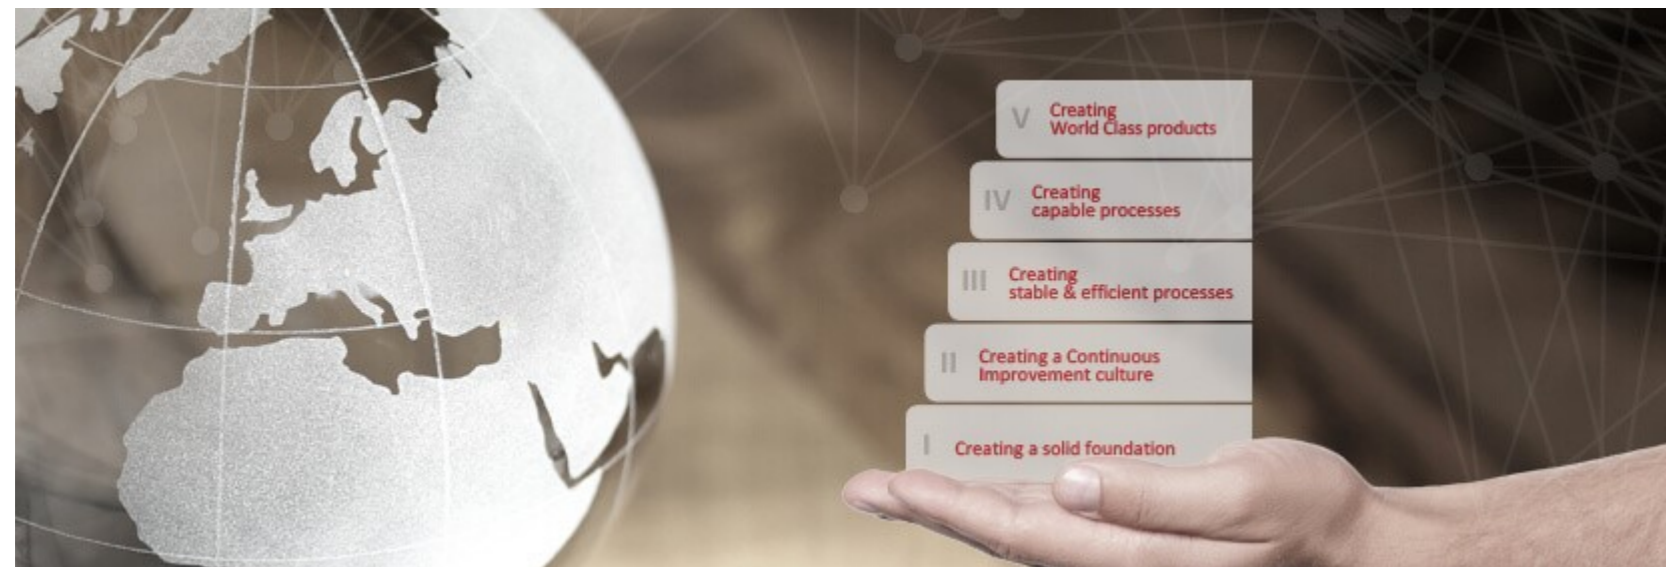 V
Creating
World Class products
IV
Creating
capable processes
III
Creating
stable & efficient processes
II
Creating a Continuous
Improvement culture
I
Creating a solid foundation